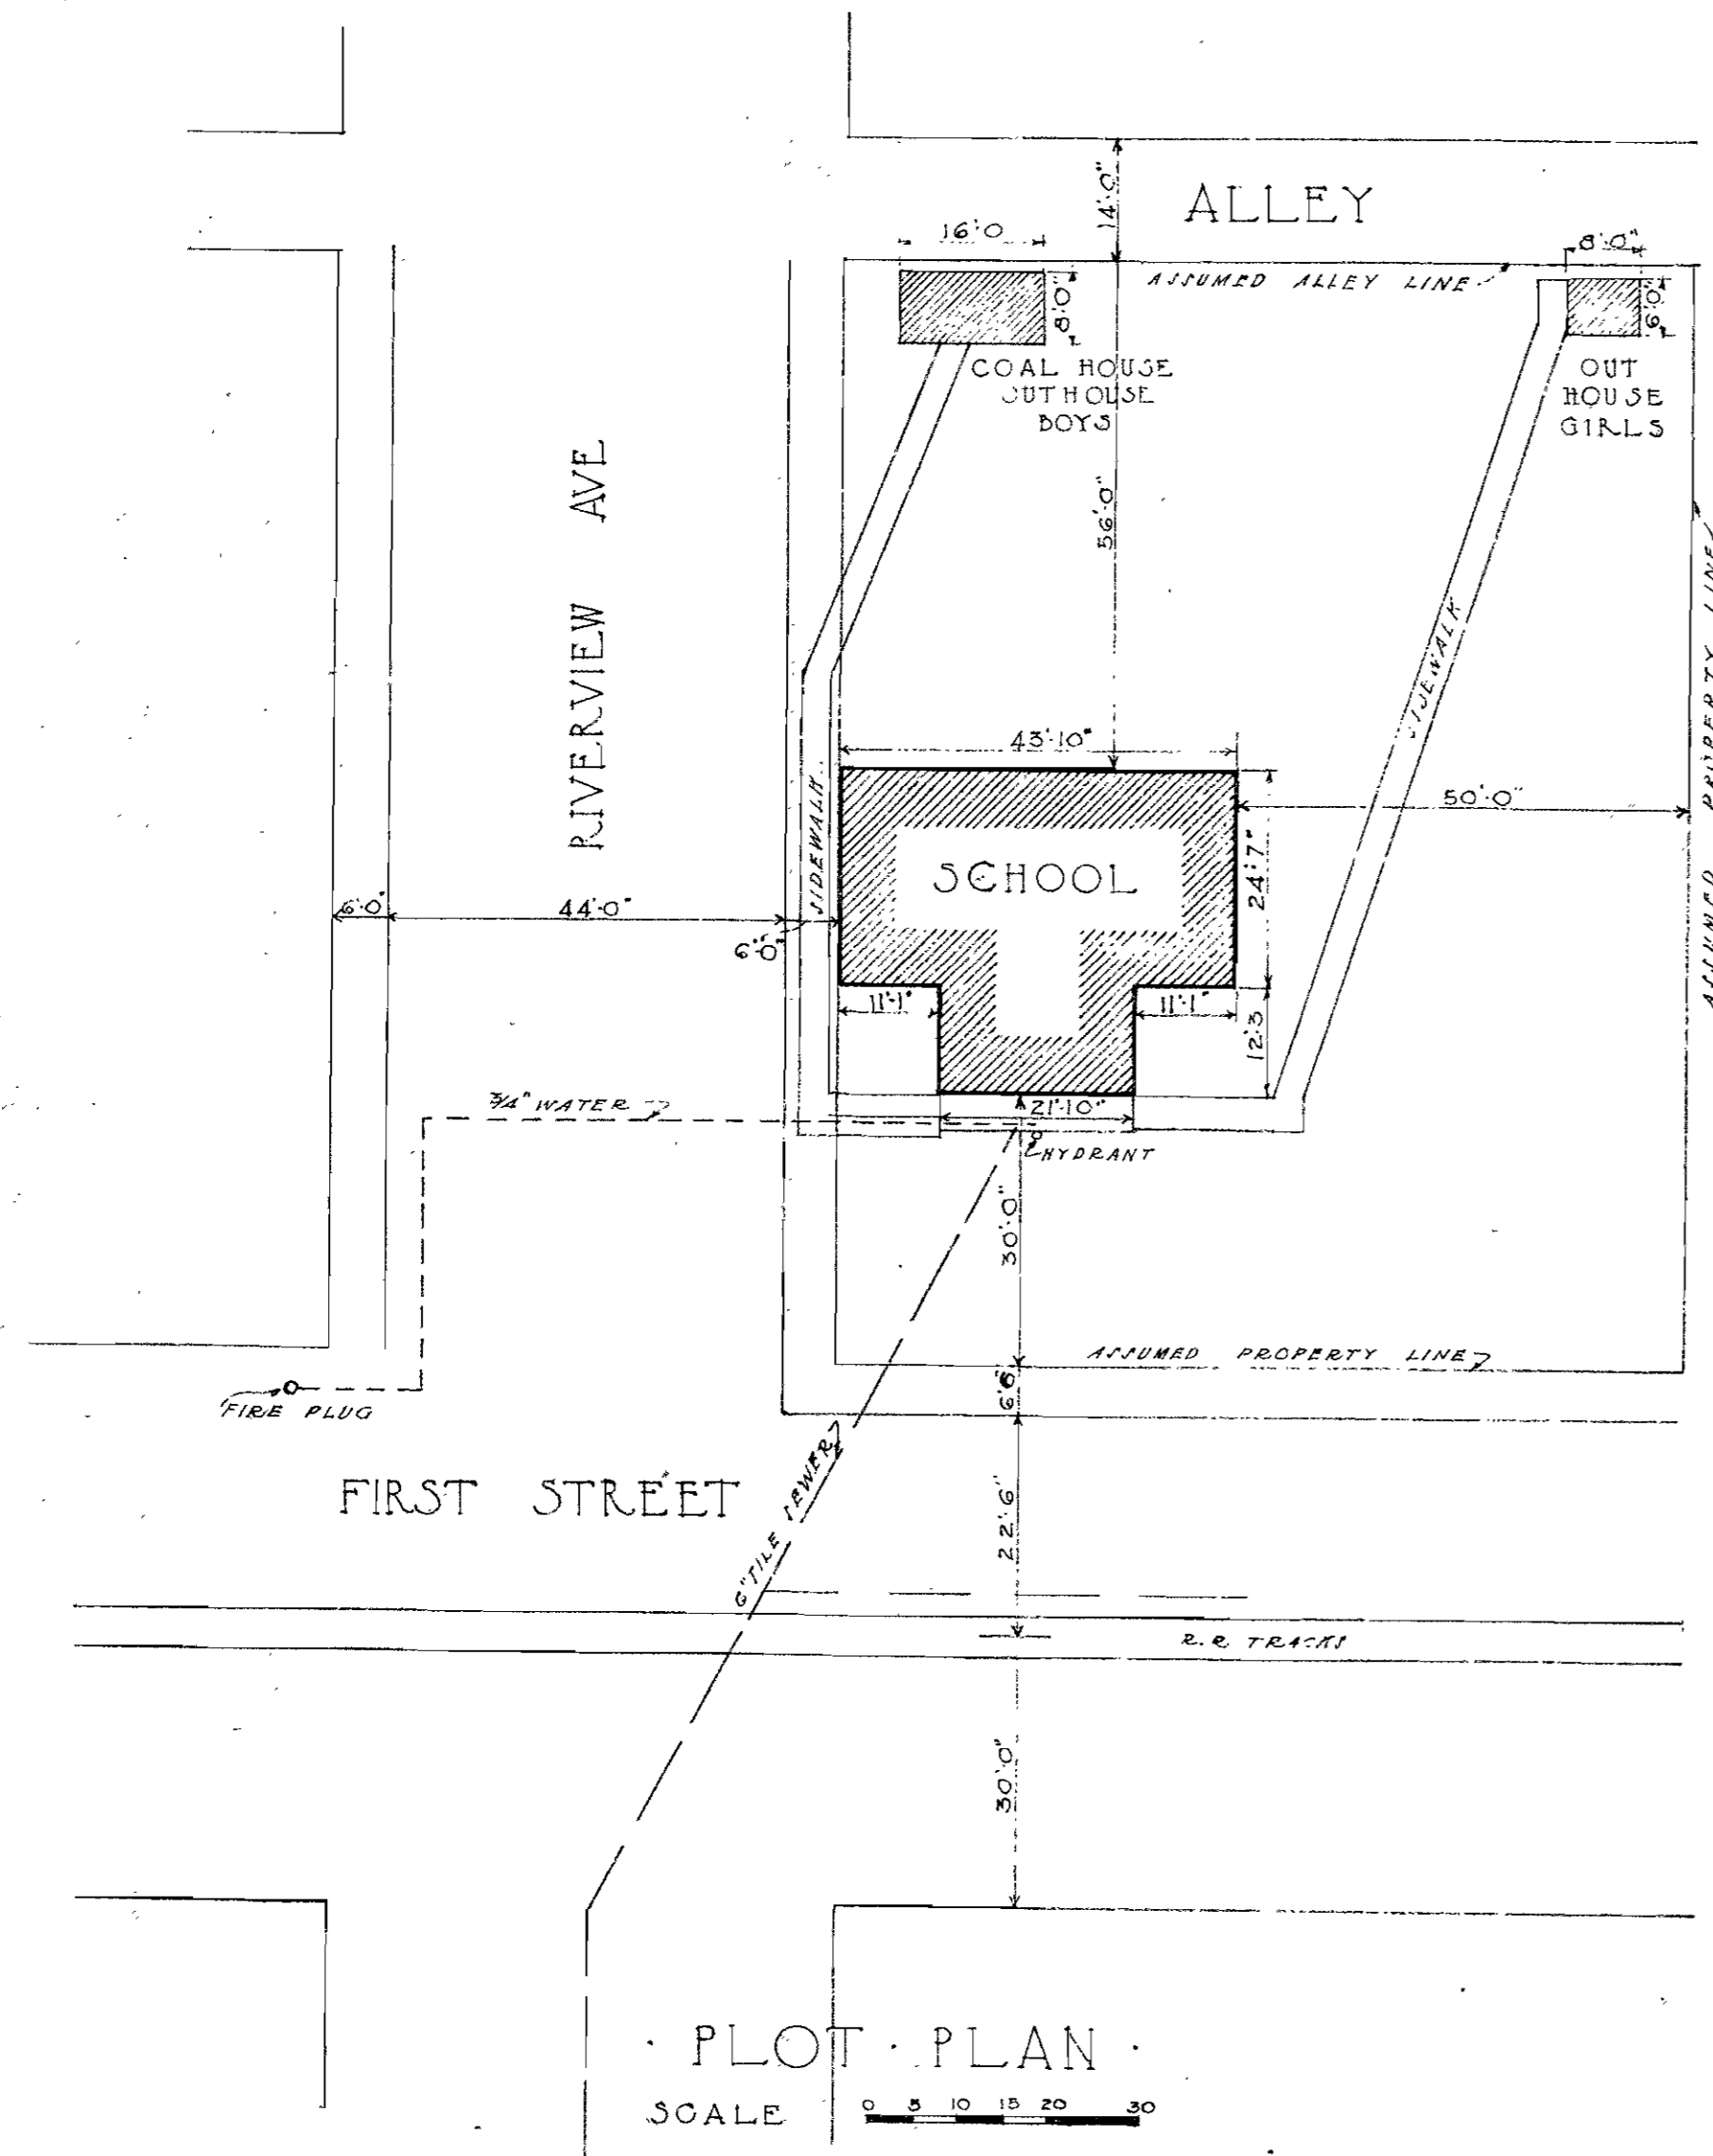 ALLEY
14'-0"
16'-0
8'-0"
ASSUMED ALLEY LINE
8'-0"
6'-0"
COAL HOUSE
OUTHOUSE
BOYS
OUT
HOUSE
GIRLS
56'-0"
RIVERVIEW AVE
SIDEWALK
ASSUMED PROPERTY LINE
43'-10"
50'-0"
SIDEWALK
SCHOOL
24'-7"
6'-0"
44'-0"
6'-0"
11'-1"
11'-1"
12'-3
3/4" WATER
21'-10"
HYDRANT
30'-0"
ASSUMED PROPERTY LINE
FIRE PLUG
6'6"
FIRST STREET
6" TILE SEWER
22'-6"
R.R TRACKS
30'-0"
· PLOT · PLAN ·
SCALE 0 5 10 15 20 30